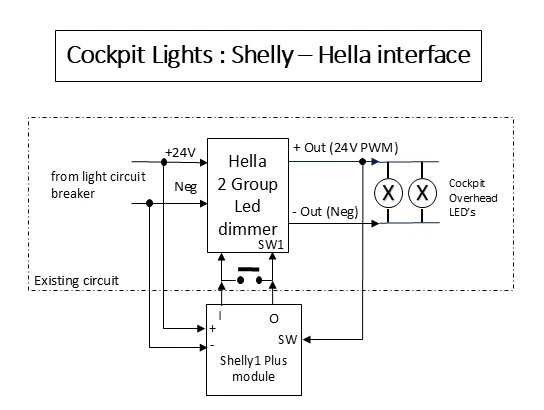 Cockpit Lights : Shelly – Hella interface
+24V
+ Out (24V PWM)
from light circuit
breaker
Neg
Hella
2 Group
Led
dimmer
SW1
- Out (Neg)
X X
Cockpit
Overhead
LED's
Existing circuit
I
O
+
-
SW
Shelly1 Plus
module